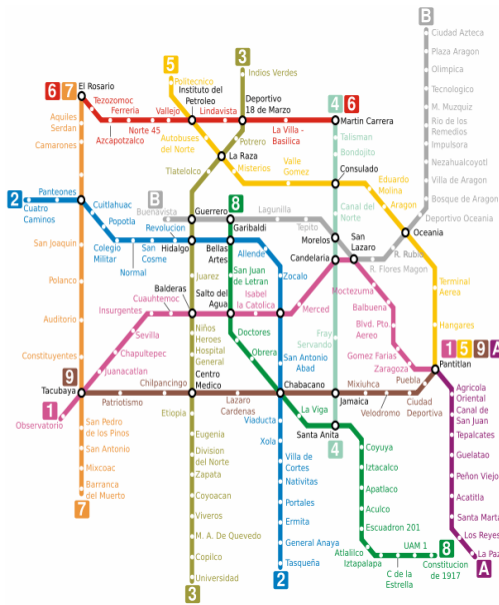 B
Ciudad Azteca
Plaza Aragon
Olimpica
Tecnologico
M. Muzquiz
Rio de los
Remedios
Impulsora
Nezahualcoyotl
Villa de Aragon
Bosque de Aragon
Deportivo Oceania
Oceania
R. Rubio
R. Flores Magon
3
Indios Verdes
5
Politecnico
Instituto del
Petroleo
Deportivo
18 de Marzo
6 7
El Rosario
Tezozomoc
Ferreria
Vallejo
Lindavista
Azcapotzalco
Norte 45
Autobuses
del Norte
La Villa -
Basilica
4 6
Martin Carrera
Talisman
Bondojito
Consulado
Canal del
Norte
Aquiles
Serdan
Camarones
Potrero
La Raza
Misterios
Valle
Gomez
Eduardo
Molina
Aragon
Tlatelolco
2
Cuatro
Caminos
Panteones
Cuitlahuac
Popotla
Colegio
Militar
Normal
San
Cosme
B
Buenavista
Revolucion
Hidalgo
Guerrero
8
Garibaldi
Lagunilla
Tepito
Bellas
Artes
Allende
Zocalo
Morelos
San
Lazaro
Candelaria
Moctezuma
Balbuena
Blvd. Pto.
Aereo
Gomez Farias
Zaragoza
Terminal
Aerea
Hangares
San Joaquin
Polanco
Auditorio
Constituyentes
Juarez
San Juan
de Letran
Balderas
Cuauhtemoc
Insurgentes
Sevilla
Chapultepec
Juanacatlan
Salto del
Agua
Isabel
la Catolica
Merced
Niños
Heroes
Hospital
General
Doctores
Obrera
San Antonio
Abad
Fray
Servando
1 5 9 A
Pantitlan
9
Tacubaya
1
Observatorio
Patriotismo
Chilpancingo
Centro
Medico
Lazaro
Cardenas
Chabacano
Jamaica
Mixiuhca
Velodromo
Puebla
Ciudad
Deportiva
Agricola
Oriental
Canal de
San Juan
Tepalcates
Guelatao
Peñon Viejo
Acatitla
Santa Marta
Los Reyes
La Paz
A
San Pedro
de los Pinos
San Antonio
Mixcoac
Barranca
del Muerto
7
Etiopia
Eugenia
Division
del Norte
Zapata
Coyoacan
Viveros
M. A. De Quevedo
Copilco
Universidad
3
Viaducta
Xola
Villa de
Cortes
Nativitas
Portales
Ermita
General Anaya
Tasqueña
2
La Viga
Santa Anita
4
Coyuya
Iztacalco
Apatlaco
Aculco
Escuadron 201
Atlalilco
Iztapalapa
C de la
Estrella
UAM 1
8
Constitucion
de 1917